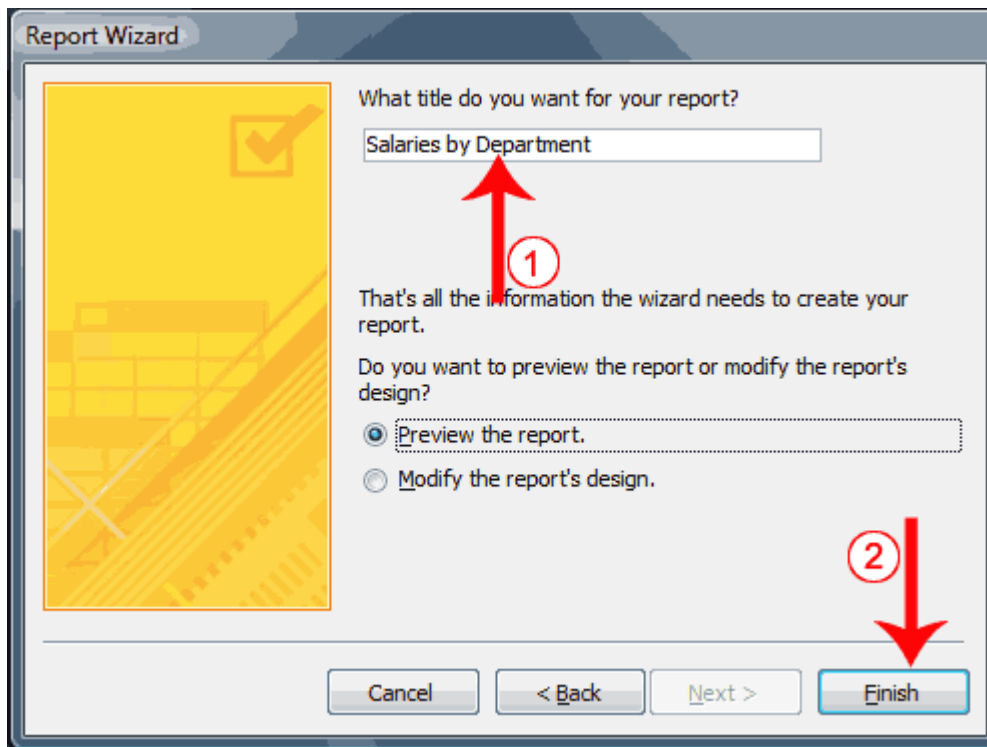 Report Wizard
What title do you want for your report?
Salaries by Department
1
That's all the information the wizard needs to create your
report.
Do you want to preview the report or modify the report's
design?
Preview the report.
Modify the report's design.
2
Cancel
< Back
Next >
Finish